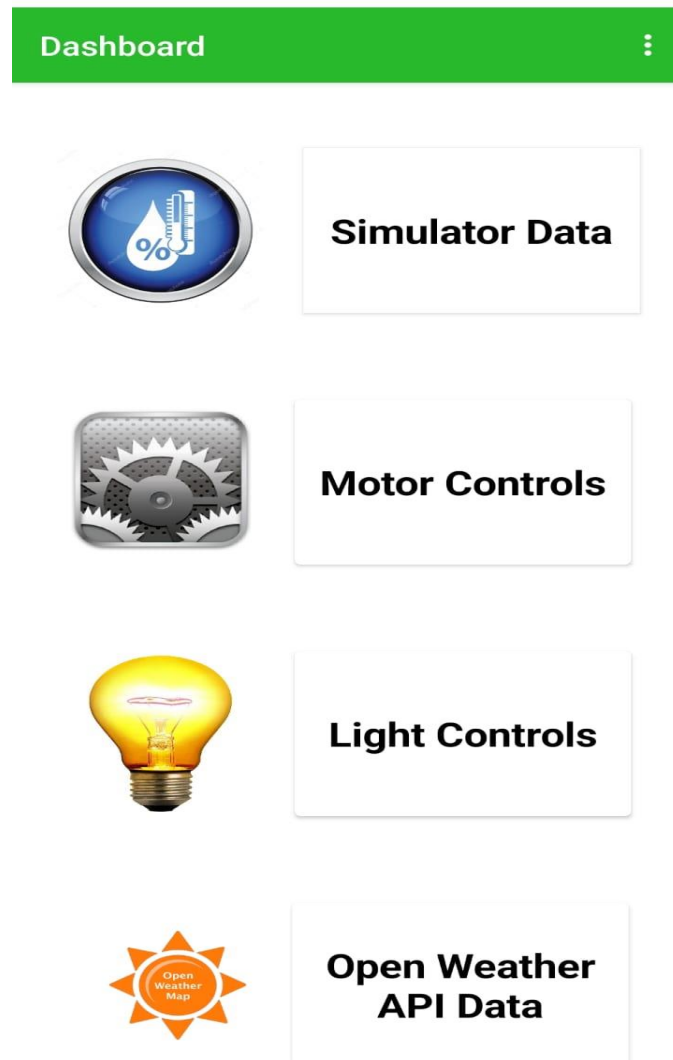 Dashboard
%
Simulator Data
Motor Controls
Light Controls
Open
Weather
Map
Open Weather
API Data